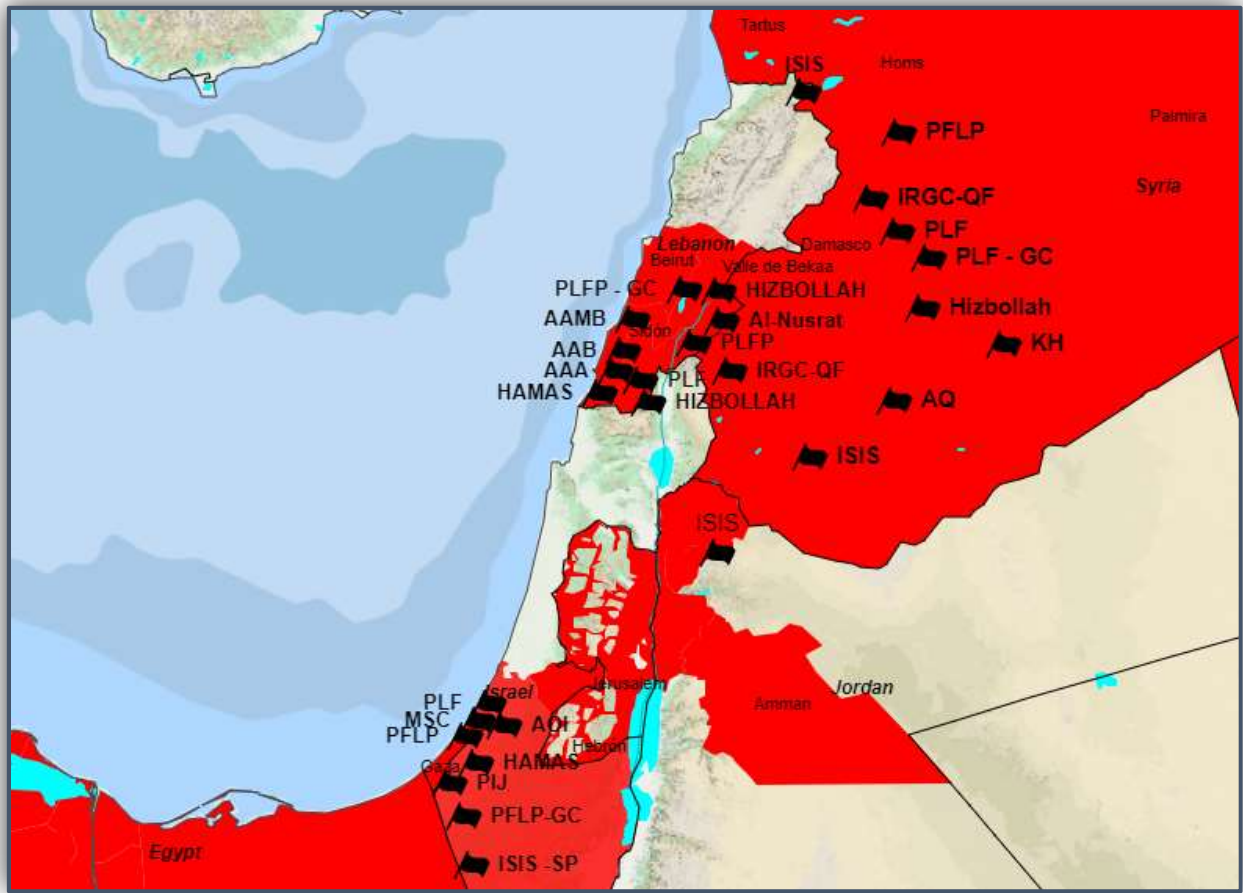 Tartus
ISIS
Homs
PFLP
Palmira
Syria
IRGC-QF
PLF
Lebanon
Damasco
Beirut
Valle de Bekaa
PLF - GC
PLFP - GC
HIZBOLLAH
Hizbollah
AAMB
Sidón
Al-Nusrat
KH
AAB
PLFP
AAA
PLF
IRGC-QF
HAMAS
HIZBOLLAH
AQ
ISIS
ISIS
Jerusalem
Israel
Jordan
PLF
MSC
AQI
Amman
PFLP
Hebron
Gaza
HAMAS
PIJ
PFLP-GC
Egypt
ISIS -SP